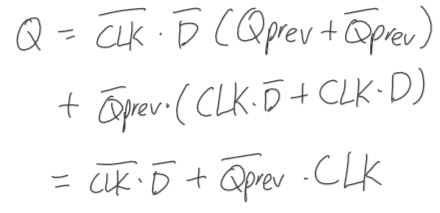 Q = C̅L̅K̅ · D̅ (Qprev + Q̅prev)
+ Q̅prev · (CLK · D̅ + CLK · D)
= C̅L̅K̅ · D̅ + Q̅prev · CLK